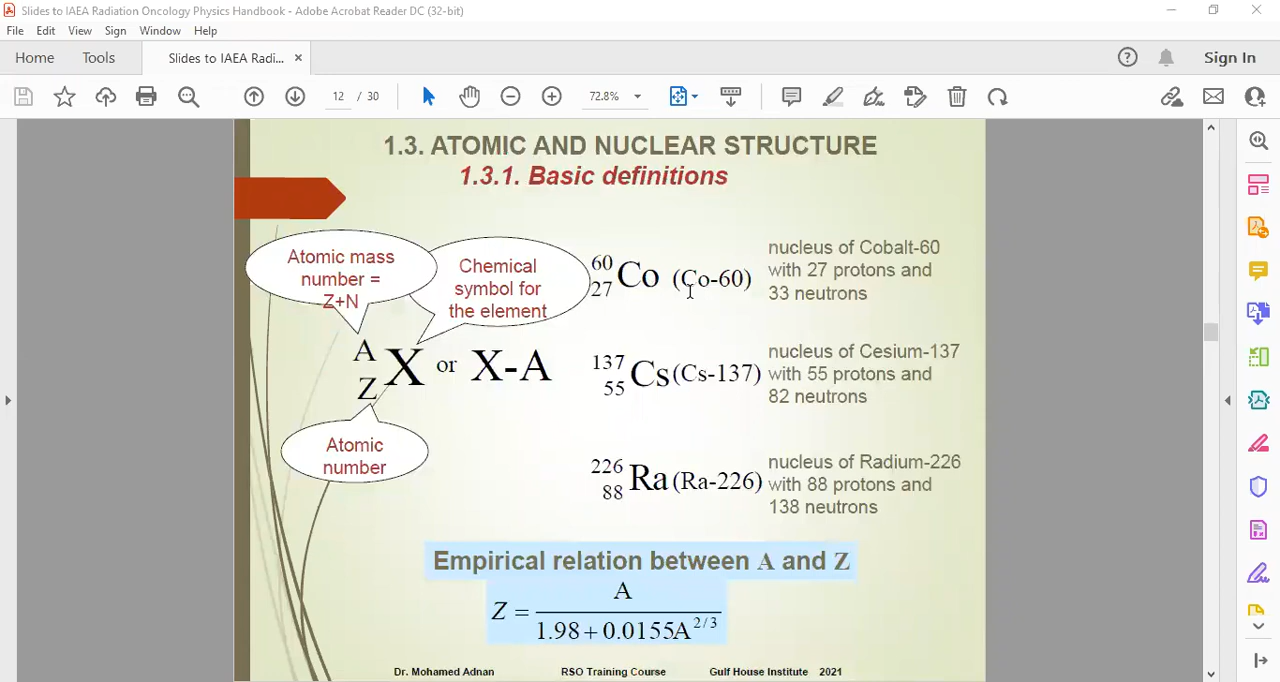 Slides to IAEA Radiation Oncology Physics Handbook - Adobe Acrobat Reader DC (32-bit)
File Edit View Sign Window Help
Home Tools Slides to IAEA Radi... × Sign In
12 / 30 72.8%
1.3. ATOMIC AND NUCLEAR STRUCTURE
1.3.1. Basic definitions
Atomic mass
number =
Z+N
Chemical
symbol for
the element
A
Z
X or X-A
Atomic
number
60
27
Co (Co-60)
nucleus of Cobalt-60
with 27 protons and
33 neutrons
137
55
Cs (Cs-137)
nucleus of Cesium-137
with 55 protons and
82 neutrons
226
88
Ra (Ra-226)
nucleus of Radium-226
with 88 protons and
138 neutrons
Empirical relation between A and Z
Z = A / 1.98 + 0.0155A^2/3
Dr. Mohamed Adnan RSO Training Course Gulf House Institute 2021